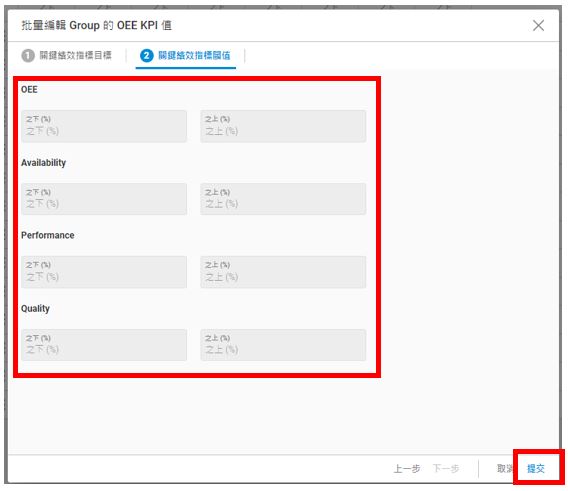 批量編輯 Group 的 OEE KPI 值
1 關鍵績效指標目標 2 關鍵績效指標閾值
OEE
之下 (%) 之上 (%)
之下 (%) 之上 (%)
Availability
之下 (%) 之上 (%)
之下 (%) 之上 (%)
Performance
之下 (%) 之上 (%)
之下 (%) 之上 (%)
Quality
之下 (%) 之上 (%)
之下 (%) 之上 (%)
上一步 下一步 取消 提交